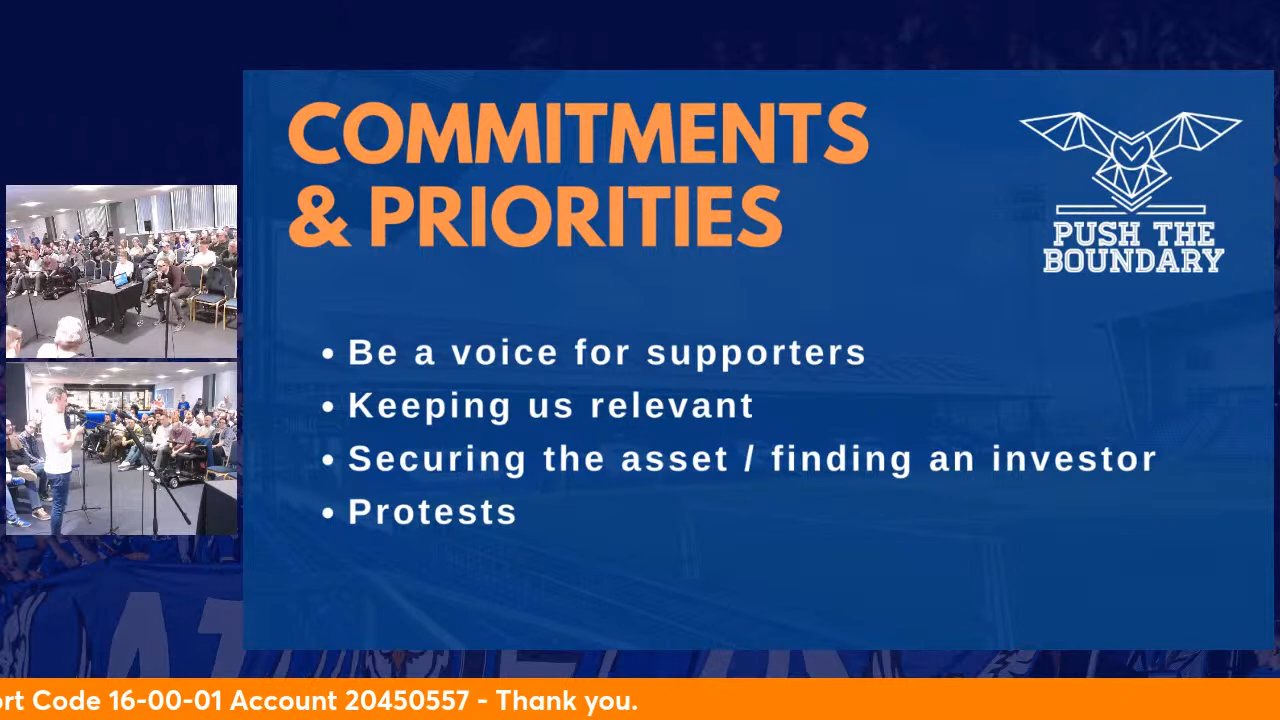 COMMITMENTS
& PRIORITIES
PUSH THE
BOUNDARY
• Be a voice for supporters
• Keeping us relevant
• Securing the asset / finding an investor
• Protests
ort Code 16-00-01 Account 20450557 - Thank you.